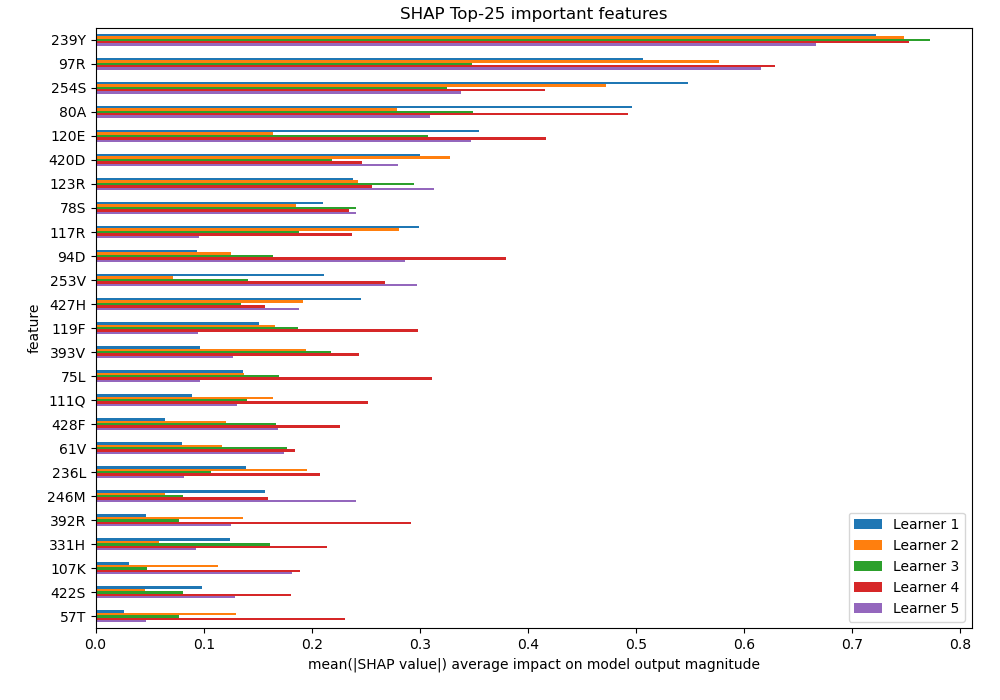 SHAP Top-25 important features
239Y
97R
254S
80A
120E
420D
123R
78S
117R
94D
253V
427H
119F
393V
75L
111Q
428F
61V
236L
246M
392R
331H
107K
422S
57T
feature
Learner 1
Learner 2
Learner 3
Learner 4
Learner 5
0.0 0.1 0.2 0.3 0.4 0.5 0.6 0.7 0.8
mean(|SHAP value|) average impact on model output magnitude